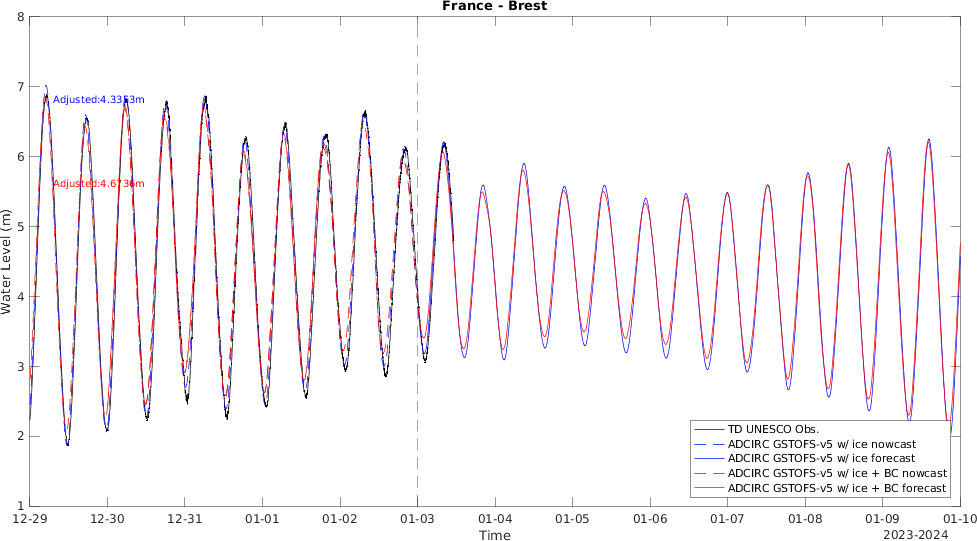 France - Brest
8
7
6
5
4
3
2
1
Water Level (m)
Adjusted:4.3353m
Adjusted:4.6736m
TD UNESCO Obs.
ADCIRC GSTOFS-v5 w/ ice nowcast
ADCIRC GSTOFS-v5 w/ ice forecast
ADCIRC GSTOFS-v5 w/ ice + BC nowcast
ADCIRC GSTOFS-v5 w/ ice + BC forecast
12-29 12-30 12-31 01-01 01-02 01-03 01-04 01-05 01-06 01-07 01-08 01-09 01-10
Time
2023-2024